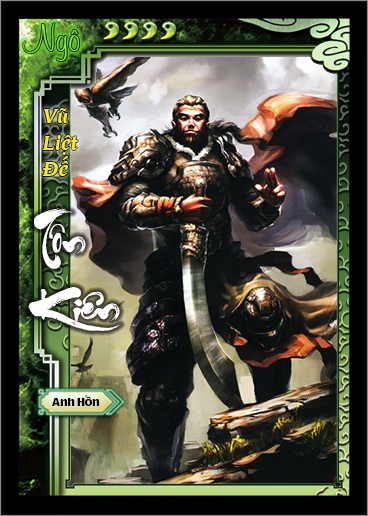 Ngô
Vũ
Liệt
Đế
Tôn
Kiên
Anh Hồn